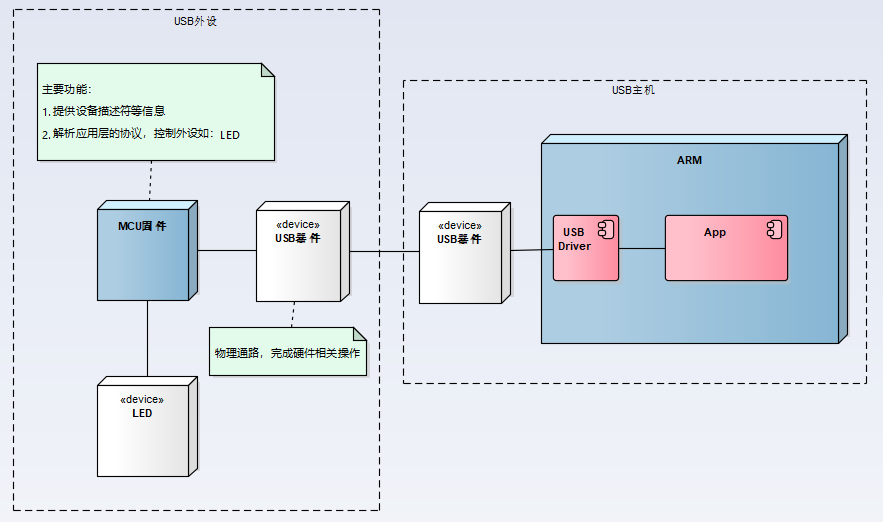 USB外设
主要功能：
1. 提供设备描述符等信息
2. 解析应用层的协议，控制外设如：LED
USB主机
ARM
MCU固件
«device»
USB器件
«device»
USB器件
USB
Driver
App
物理通路，完成硬件相关操作
«device»
LED